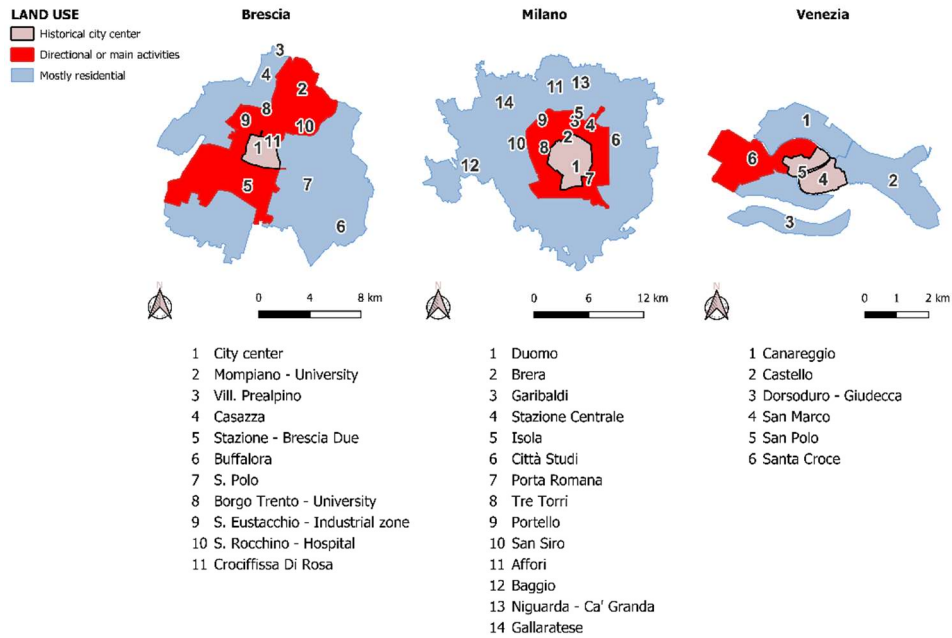 LAND USE
Historical city center
Directional or main activities
Mostly residential
Brescia
3
4
2
8
9
10
11
1
5
7
6
N
0 4 8 km
1 City center
2 Mompiano - University
3 Vill. Prealpino
4 Casazza
5 Stazione - Brescia Due
6 Buffalora
7 S. Polo
8 Borgo Trento - University
9 S. Eustacchio - Industrial zone
10 S. Rocchino - Hospital
11 Crociffissa Di Rosa
Milano
11 13
14
5
9 3 4
2
10 8 6
12 1
7
N
0 6 12 km
1 Duomo
2 Brera
3 Garibaldi
4 Stazione Centrale
5 Isola
6 Città Studi
7 Porta Romana
8 Tre Torri
9 Portello
10 San Siro
11 Affori
12 Baggio
13 Niguarda - Ca' Granda
14 Gallaratese
Venezia
1
6
5 4 2
3
N
0 1 2 km
1 Canareggio
2 Castello
3 Dorsoduro - Giudecca
4 San Marco
5 San Polo
6 Santa Croce